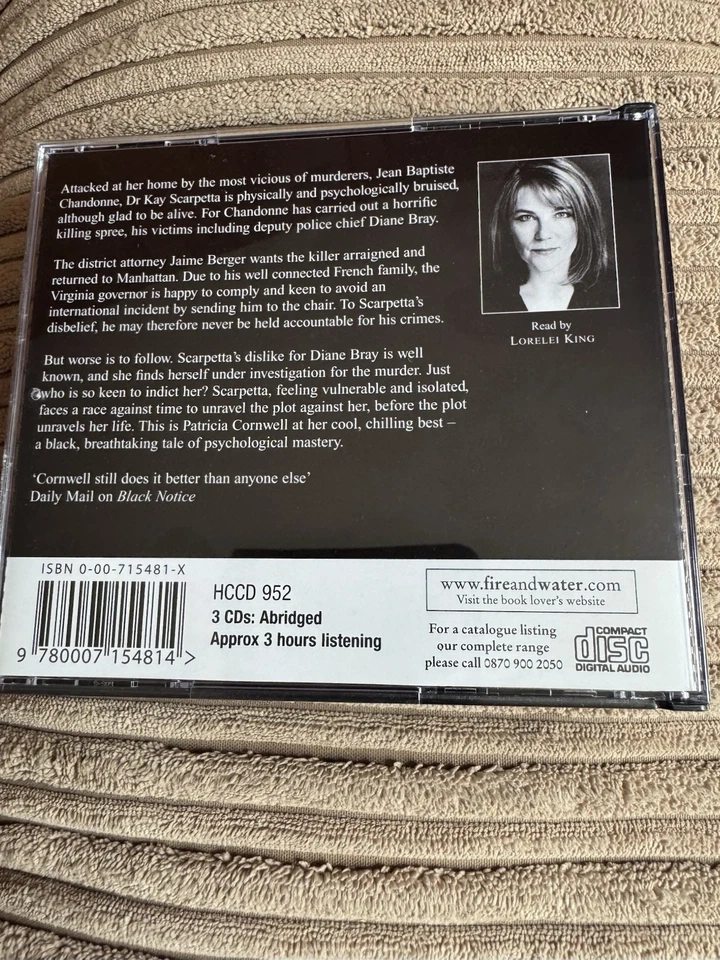 Attacked at her home by the most vicious of murderers, Jean Baptiste
Chandonne, Dr Kay Scarpetta is physically and psychologically bruised,
although glad to be alive. For Chandonne has carried out a horrific
killing spree, his victims including deputy police chief Diane Bray.
The district attorney Jaime Berger wants the killer arraigned and
returned to Manhattan. Due to his well connected French family, the
Virginia governor is happy to comply and keen to avoid an
international incident by sending him to the chair. To Scarpetta's
disbelief, he may therefore never be held accountable for his crimes.
But worse is to follow. Scarpetta's dislike for Diane Bray is well
known, and she finds herself under investigation for the murder. Just
who is so keen to indict her? Scarpetta, feeling vulnerable and isolated,
faces a race against time to unravel the plot against her, before the plot
unravels her life. This is Patricia Cornwell at her cool, chilling best –
a black, breathtaking tale of psychological mastery.
'Cornwell still does it better than anyone else'
Daily Mail on Black Notice
Read by
LORELEI KING
ISBN 0-00-715481-X
9 780007 154814 >
HCCD 952
3 CDs: Abridged
Approx 3 hours listening
www.fireandwater.com
Visit the book lover's website
For a catalogue listing
our complete range
please call 0870 900 2050
COMPACT
disc
DIGITAL AUDIO